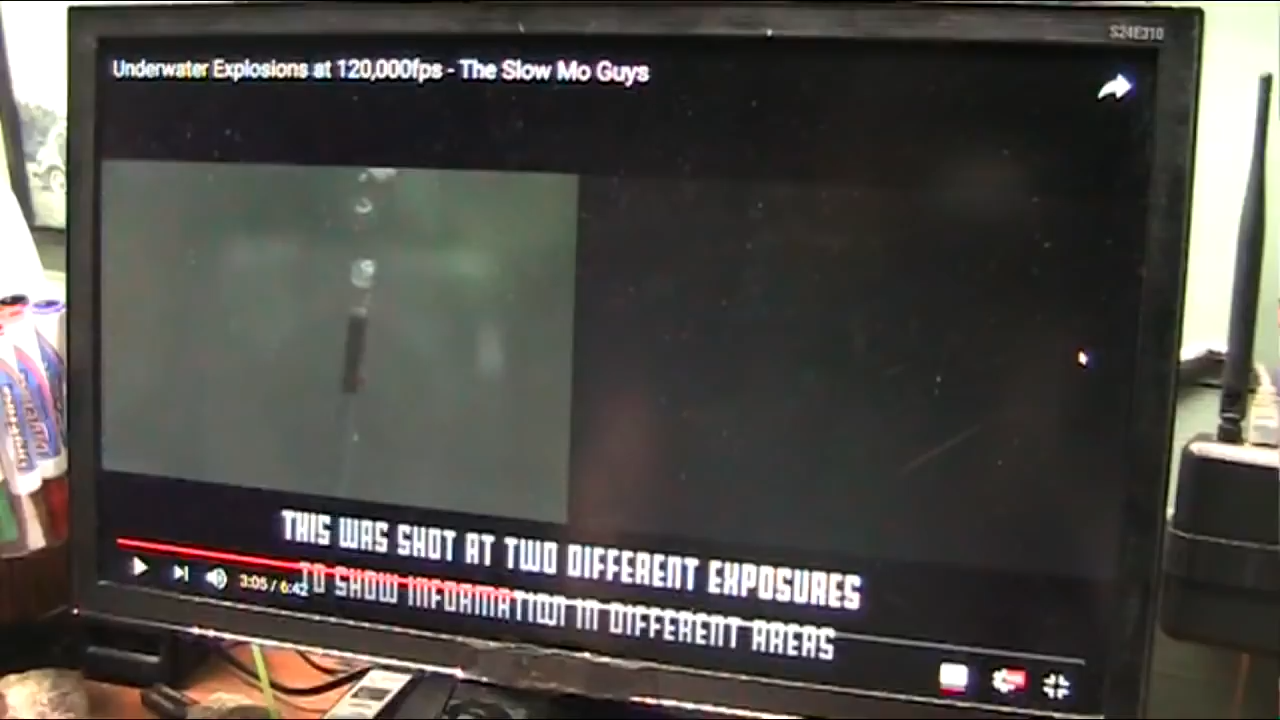 S24E310
Underwater Explosions at 120,000fps - The Slow Mo Guys
THIS WAS SHOT AT TWO DIFFERENT EXPOSURES
TO SHOW INFORMATION IN DIFFERENT AREAS
3:05 / 6:42